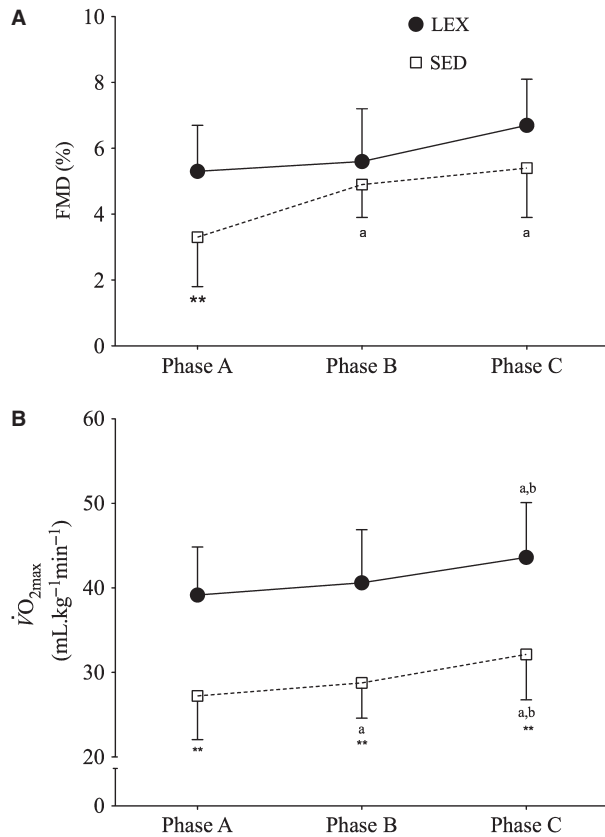 A
10
LEX
SED
8
6
4
2
0
FMD (%)
a
a
**
Phase A Phase B Phase C
B
60
50
40
30
20
0
V̇O2max
(mL.kg−1min−1)
a,b
**
a
**
a,b
**
Phase A Phase B Phase C